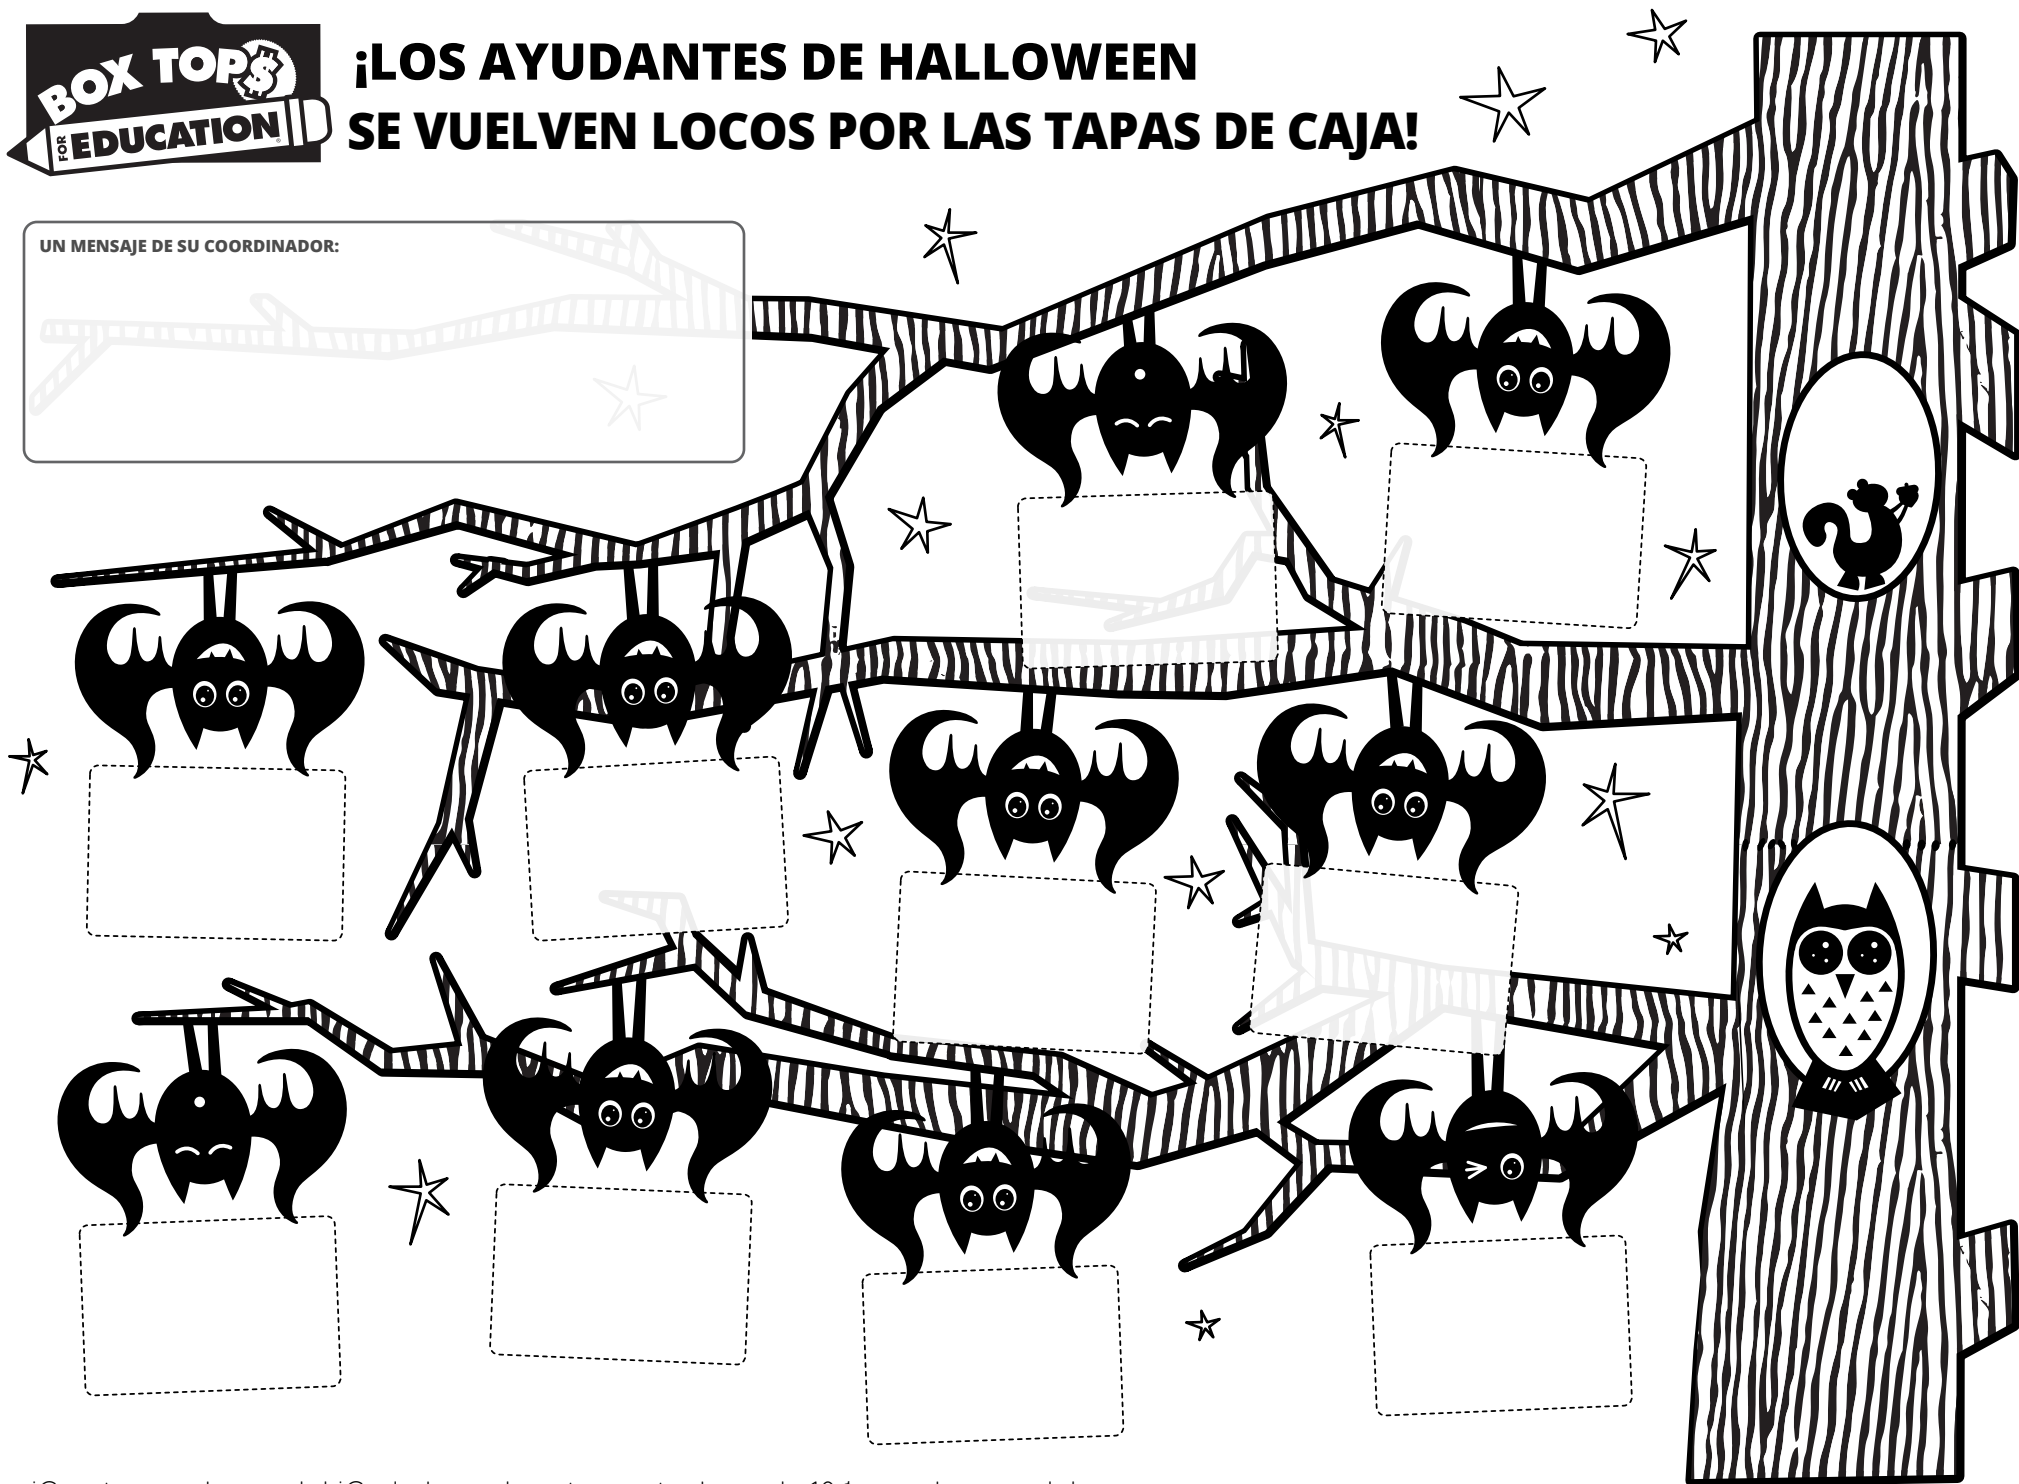 BOX TOP$
FOR EDUCATION
¡LOS AYUDANTES DE HALLOWEEN
SE VUELVEN LOCOS POR LAS TAPAS DE CAJA!
UN MENSAJE DE SU COORDINADOR: